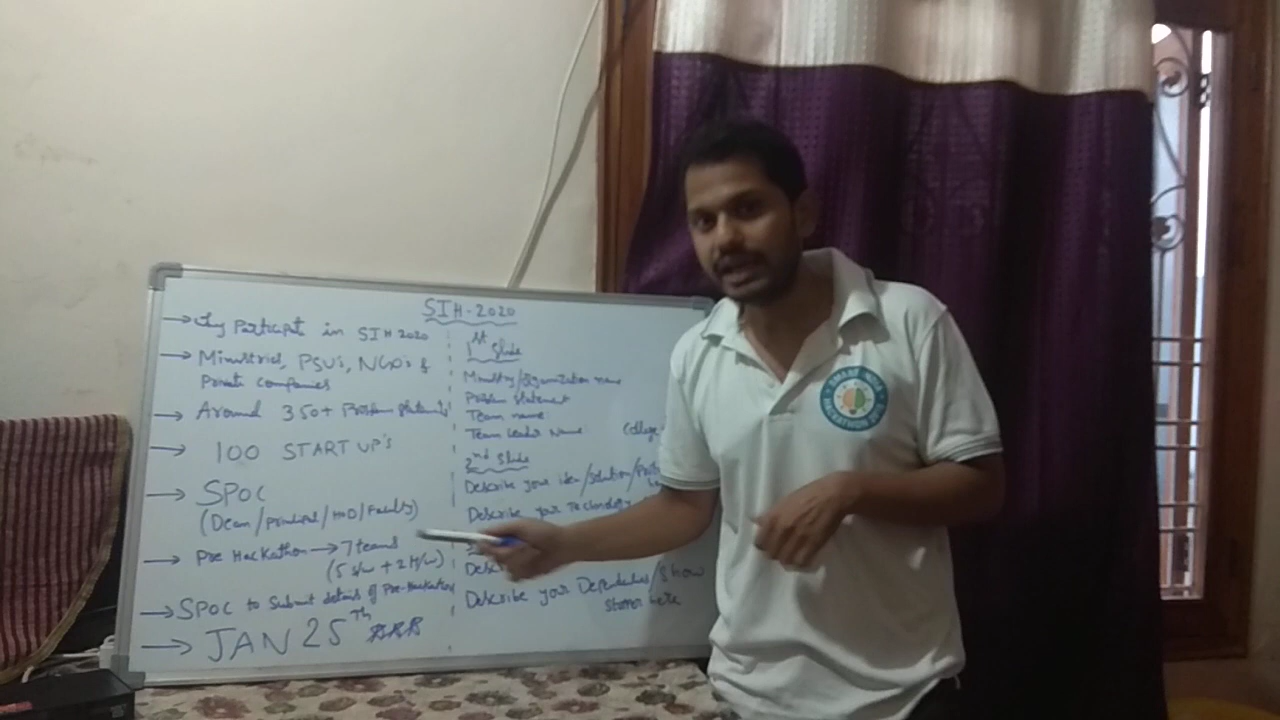 SIH-2020
→ Why Participate in SIH 2020
→ Ministries, PSU's, NGO's &
Private Companies
→ Around 350+ Problem Statements
→ 100 START UP's
→ SPOC
(Dean/Principal/HOD/Faculty)
→ Pre Hackathon → 7 teams
(5 S/w + 2 H/w)
→ SPOC to Submit details of Pre-Hackathon
→ JAN 25th
1st Slide
Ministry/Organization name
Problem Statement
Team name
Team Leader Name College
2nd Slide
Describe your idea/Solution/
Describe your Technology
Describe your Dependencies/Show
stopper here
SMART INDIA
HACKATHON